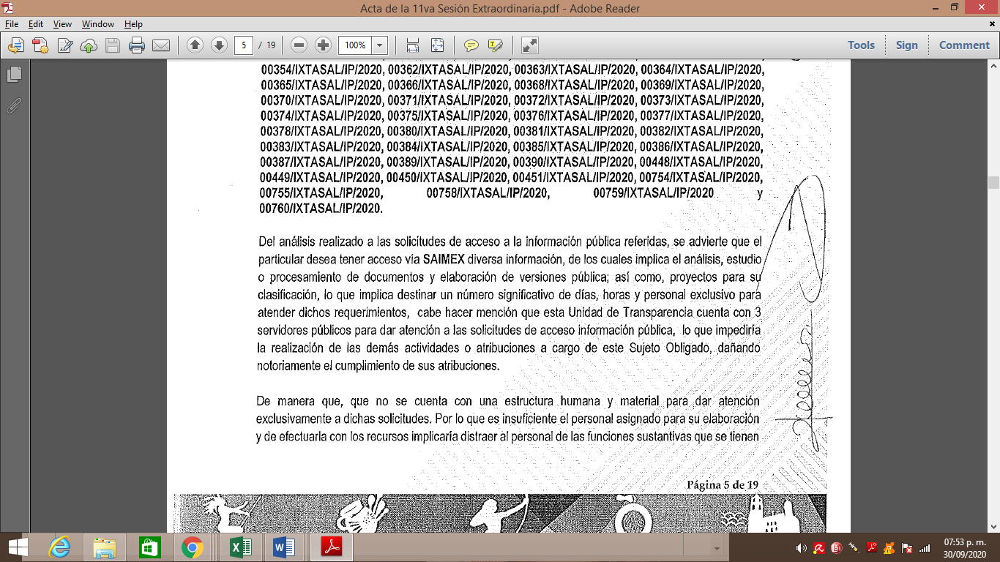 Acta de la 11va Sesión Extraordinaria.pdf - Adobe Reader
File Edit View Window Help
5 / 19 100% Tools Sign Comment
00354/IXTASAL/IP/2020, 00362/IXTASAL/IP/2020, 00363/IXTASAL/IP/2020, 00364/IXTASAL/IP/2020,
00365/IXTASAL/IP/2020, 00366/IXTASAL/IP/2020, 00368/IXTASAL/IP/2020, 00369/IXTASAL/IP/2020,
00370/IXTASAL/IP/2020, 00371/IXTASAL/IP/2020, 00372/IXTASAL/IP/2020, 00373/IXTASAL/IP/2020,
00374/IXTASAL/IP/2020, 00375/IXTASAL/IP/2020, 00376/IXTASAL/IP/2020, 00377/IXTASAL/IP/2020,
00378/IXTASAL/IP/2020, 00380/IXTASAL/IP/2020, 00381/IXTASAL/IP/2020, 00382/IXTASAL/IP/2020,
00383/IXTASAL/IP/2020, 00384/IXTASAL/IP/2020, 00385/IXTASAL/IP/2020, 00386/IXTASAL/IP/2020,
00387/IXTASAL/IP/2020, 00389/IXTASAL/IP/2020, 00390/IXTASAL/IP/2020, 00448/IXTASAL/IP/2020,
00449/IXTASAL/IP/2020, 00450/IXTASAL/IP/2020, 00451/IXTASAL/IP/2020, 00754/IXTASAL/IP/2020,
00755/IXTASAL/IP/2020, 00758/IXTASAL/IP/2020, 00759/IXTASAL/IP/2020 y
00760/IXTASAL/IP/2020.
Del análisis realizado a las solicitudes de acceso a la información pública referidas, se advierte que el
particular desea tener acceso vía SAIMEX diversa información, de los cuales implica el análisis, estudio
o procesamiento de documentos y elaboración de versiones pública; así como, proyectos para su
clasificación, lo que implica destinar un número significativo de días, horas y personal exclusivo para
atender dichos requerimientos, cabe hacer mención que esta Unidad de Transparencia cuenta con 3
servidores públicos para dar atención a las solicitudes de acceso información pública, lo que impediría
la realización de las demás actividades o atribuciones a cargo de este Sujeto Obligado, dañando
notoriamente el cumplimiento de sus atribuciones.
De manera que, que no se cuenta con una estructura humana y material para dar atención
exclusivamente a dichas solicitudes. Por lo que es insuficiente el personal asignado para su elaboración
y de efectuarla con los recursos implicaría distraer al personal de las funciones sustantivas que se tienen
Página 5 de 19
07:53 p. m.
30/09/2020